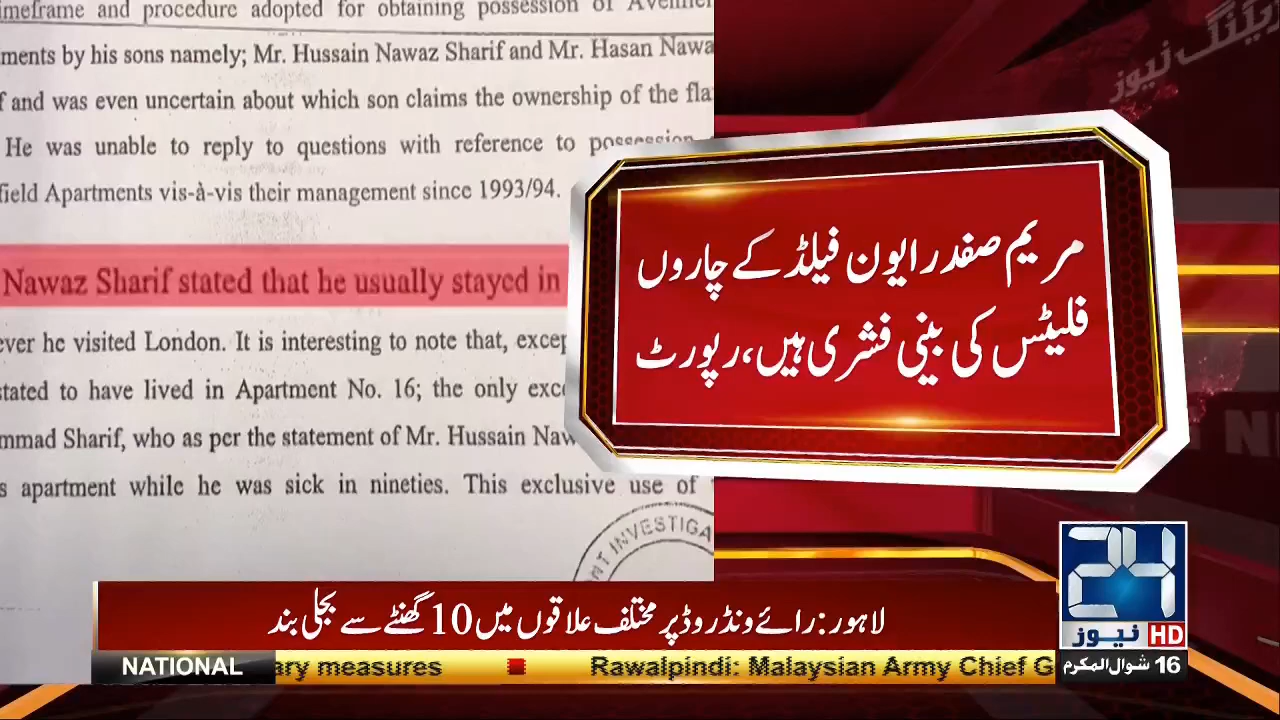 timeframe and procedure adopted for obtaining possession of
ments by his sons namely; Mr. Hussain Nawaz Sharif and Mr. Hasan Nawa
f and was even uncertain about which son claims the ownership of the fla
He was unable to reply to questions with reference to possession
field Apartments vis-à-vis their management since 1993/94.
Nawaz Sharif stated that he usually stayed in
ever he visited London. It is interesting to note that, excep
stated to have lived in Apartment No. 16; the only exc
mmad Sharif, who as per the statement of Mr. Hussain Naw
s apartment while he was sick in nineties. This exclusive use of
NT INVESTIGA
بریکنگ نیوز
مریم صفدر ایون فیلڈ کے چاروں
فلیٹس کی بینی فشری ہیں، رپورٹ
24
نیوز HD
16 شوال المکرم
لاہور: رائے ونڈ روڈ پر مختلف علاقوں میں 10 گھنٹے سے بجلی بند
NATIONAL
ary measures
Rawalpindi: Malaysian Army Chief G